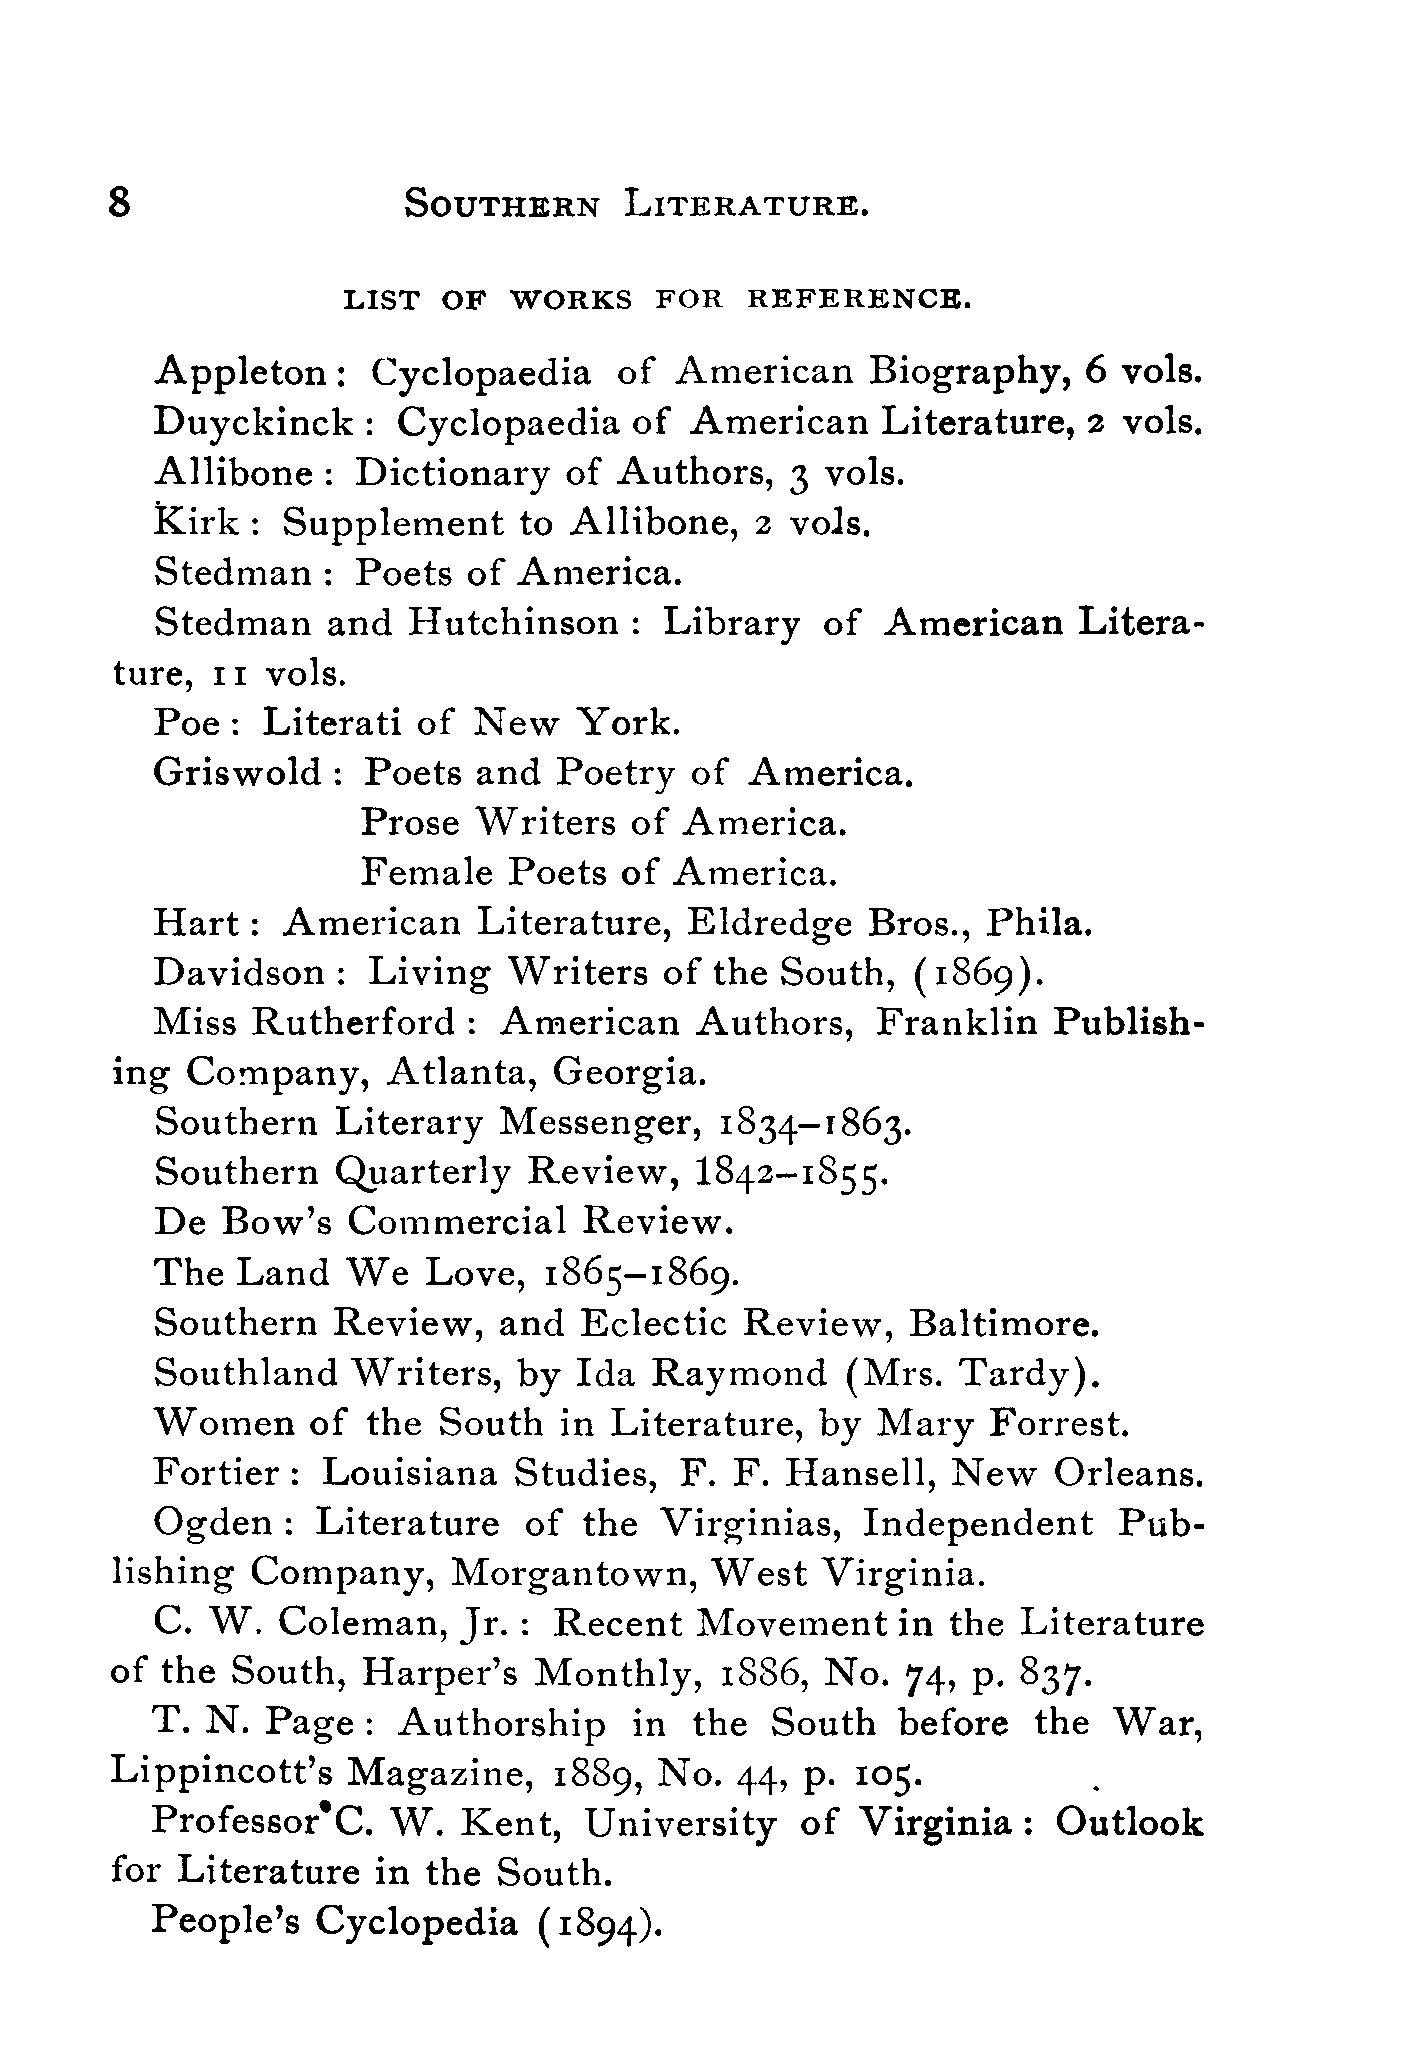 8 SOUTHERN LITERATURE.
LIST OF WORKS FOR REFERENCE.
Appleton : Cyclopaedia of American Biography, 6 vols.
Duyckinck : Cyclopaedia of American Literature, 2 vols.
Allibone : Dictionary of Authors, 3 vols.
Kirk : Supplement to Allibone, 2 vols.
Stedman : Poets of America.
Stedman and Hutchinson : Library of American Litera-
ture, 11 vols.
Poe : Literati of New York.
Griswold : Poets and Poetry of America.
Prose Writers of America.
Female Poets of America.
Hart : American Literature, Eldredge Bros., Phila.
Davidson : Living Writers of the South, (1869).
Miss Rutherford : American Authors, Franklin Publish-
ing Company, Atlanta, Georgia.
Southern Literary Messenger, 1834–1863.
Southern Quarterly Review, 1842–1855.
De Bow's Commercial Review.
The Land We Love, 1865–1869.
Southern Review, and Eclectic Review, Baltimore.
Southland Writers, by Ida Raymond (Mrs. Tardy).
Women of the South in Literature, by Mary Forrest.
Fortier : Louisiana Studies, F. F. Hansell, New Orleans.
Ogden : Literature of the Virginias, Independent Pub-
lishing Company, Morgantown, West Virginia.
C. W. Coleman, Jr. : Recent Movement in the Literature
of the South, Harper's Monthly, 1886, No. 74, p. 837.
T. N. Page : Authorship in the South before the War,
Lippincott's Magazine, 1889, No. 44, p. 105.
Professor C. W. Kent, University of Virginia : Outlook
for Literature in the South.
People's Cyclopedia (1894).